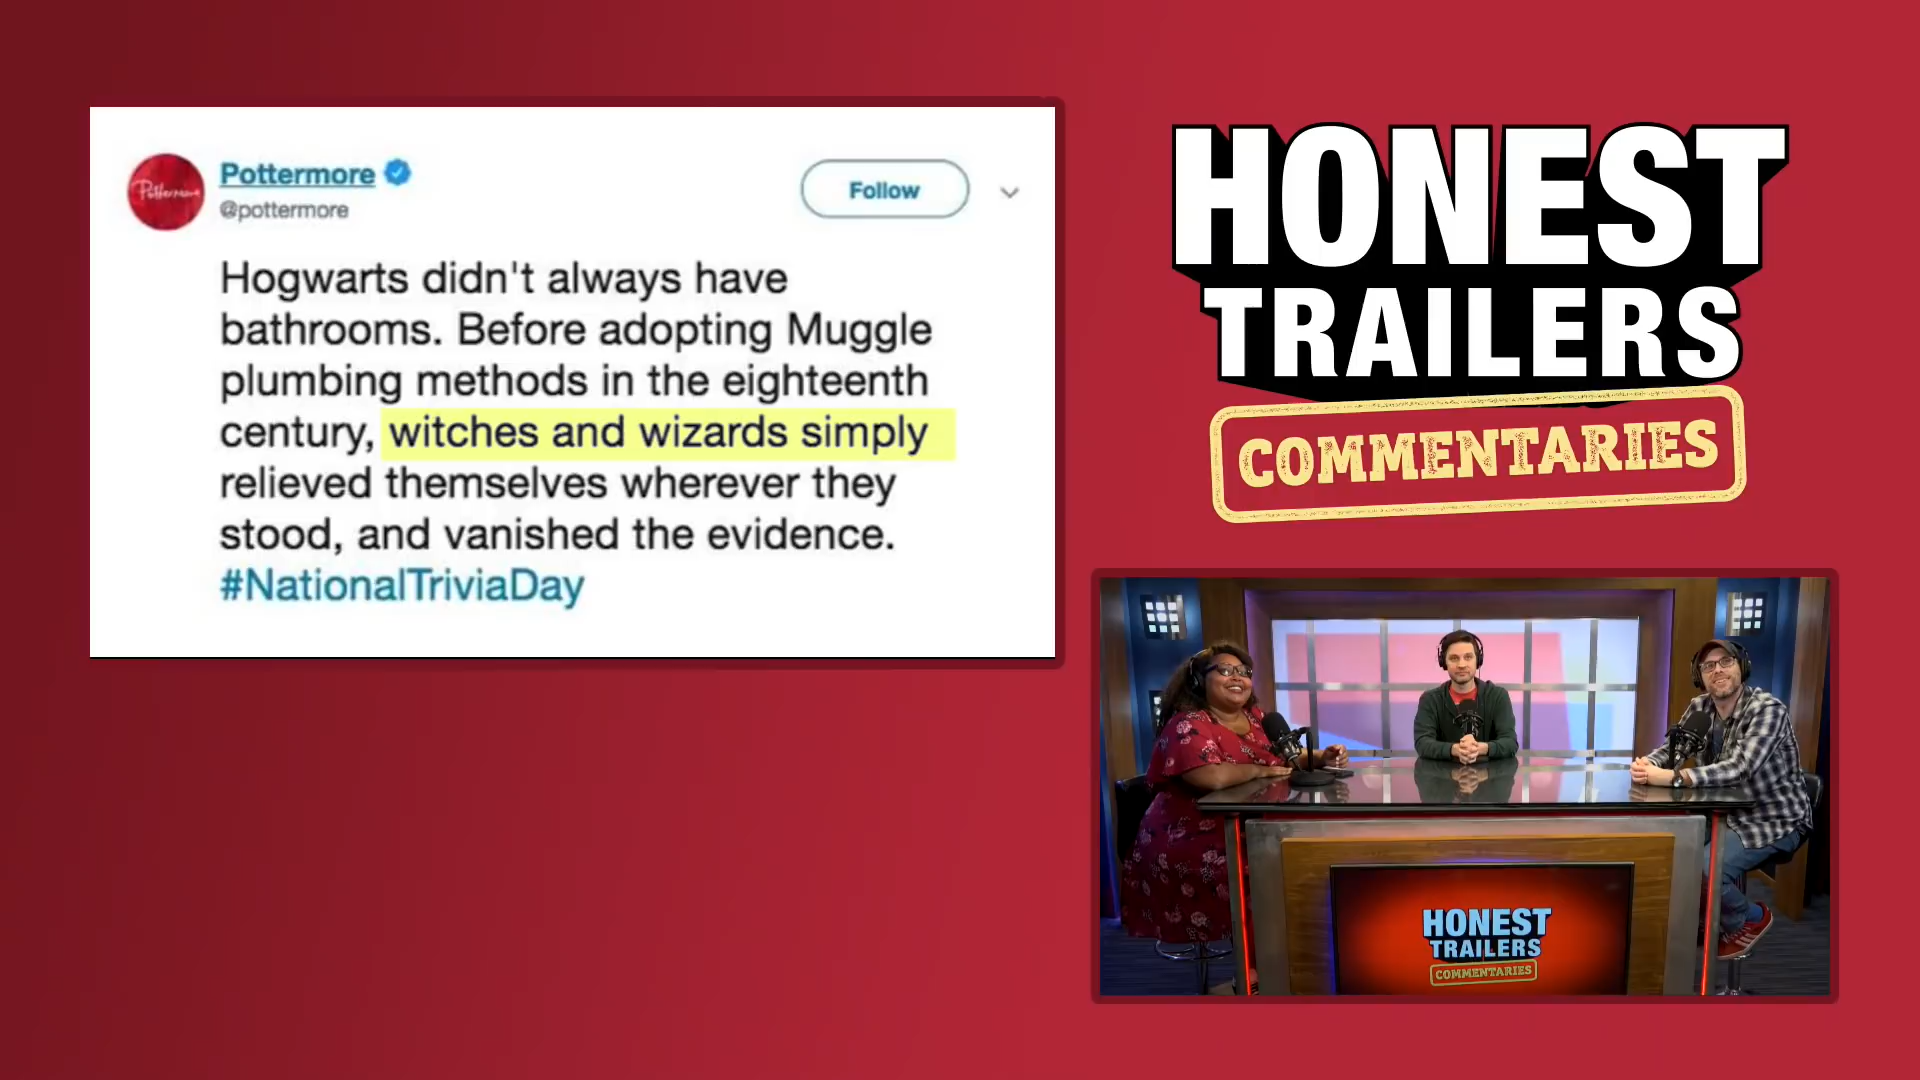 Pottermore
Pottermore
@pottermore
Follow
Hogwarts didn't always have
bathrooms. Before adopting Muggle
plumbing methods in the eighteenth
century, witches and wizards simply
relieved themselves wherever they
stood, and vanished the evidence.
#NationalTriviaDay
HONEST
TRAILERS
COMMENTARIES
HONEST
TRAILERS
COMMENTARIES